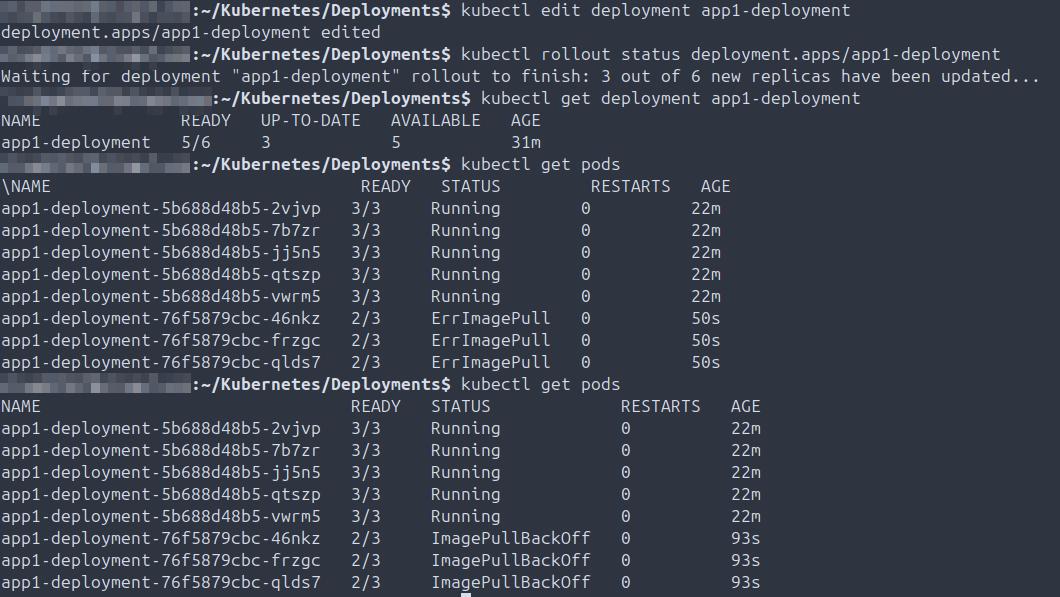 :~/Kubernetes/Deployments$ kubectl edit deployment app1-deployment
deployment.apps/app1-deployment edited
:~/Kubernetes/Deployments$ kubectl rollout status deployment.apps/app1-deployment
Waiting for deployment "app1-deployment" rollout to finish: 3 out of 6 new replicas have been updated...
:~/Kubernetes/Deployments$ kubectl get deployment app1-deployment
NAME READY UP-TO-DATE AVAILABLE AGE
app1-deployment 5/6 3 5 31m
:~/Kubernetes/Deployments$ kubectl get pods
\NAME READY STATUS RESTARTS AGE
app1-deployment-5b688d48b5-2vjvp 3/3 Running 0 22m
app1-deployment-5b688d48b5-7b7zr 3/3 Running 0 22m
app1-deployment-5b688d48b5-jj5n5 3/3 Running 0 22m
app1-deployment-5b688d48b5-qtszp 3/3 Running 0 22m
app1-deployment-5b688d48b5-vwrm5 3/3 Running 0 22m
app1-deployment-76f5879cbc-46nkz 2/3 ErrImagePull 0 50s
app1-deployment-76f5879cbc-frzgc 2/3 ErrImagePull 0 50s
app1-deployment-76f5879cbc-qlds7 2/3 ErrImagePull 0 50s
:~/Kubernetes/Deployments$ kubectl get pods
NAME READY STATUS RESTARTS AGE
app1-deployment-5b688d48b5-2vjvp 3/3 Running 0 22m
app1-deployment-5b688d48b5-7b7zr 3/3 Running 0 22m
app1-deployment-5b688d48b5-jj5n5 3/3 Running 0 22m
app1-deployment-5b688d48b5-qtszp 3/3 Running 0 22m
app1-deployment-5b688d48b5-vwrm5 3/3 Running 0 22m
app1-deployment-76f5879cbc-46nkz 2/3 ImagePullBackOff 0 93s
app1-deployment-76f5879cbc-frzgc 2/3 ImagePullBackOff 0 93s
app1-deployment-76f5879cbc-qlds7 2/3 ImagePullBackOff 0 93s